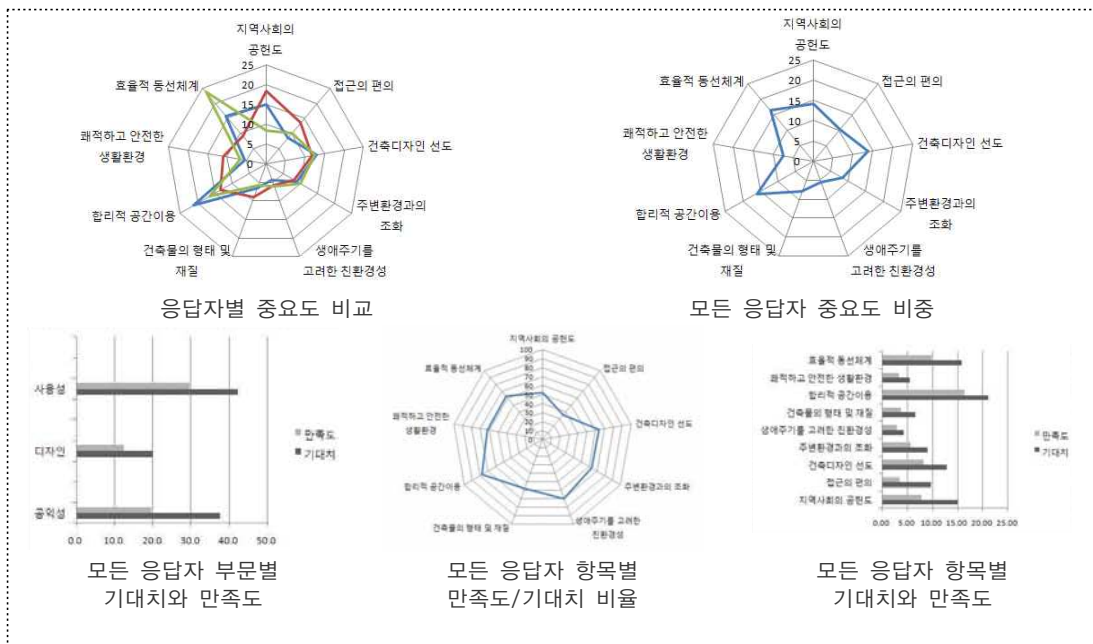 지역사회의
공헌도
25
20
15
10
5
0
접근의 편의
건축디자인 선도
주변환경과의
조화
생애주기를
고려한 친환경성
건축물의 형태 및
재질
합리적 공간이용
쾌적하고 안전한
생활환경
효율적 동선체계
응답자별 중요도 비교
지역사회의
공헌도
25
20
15
10
5
0
접근의 편의
건축디자인 선도
주변환경과의
조화
생애주기를
고려한 친환경성
건축물의 형태 및
재질
합리적 공간이용
쾌적하고 안전한
생활환경
효율적 동선체계
모든 응답자 중요도 비중
사용성
디자인
공익성
0.0 10.0 20.0 30.0 40.0 50.0
만족도
기대치
모든 응답자 부문별
기대치와 만족도
지역사회의 공헌도
100
90
80
70
60
50
40
30
20
10
0
접근의 편의
건축디자인 선도
주변환경과의 조화
생애주기를 고려한
친환경성
건축물의 형태 및 재질
합리적 공간이용
쾌적하고 안전한
생활환경
효율적 동선체계
모든 응답자 항목별
만족도/기대치 비율
효율적 동선체계
쾌적하고 안전한 생활환경
합리적 공간이용
건축물의 형태 및 재질
생애주기를 고려한 친환경성
주변환경과의 조화
건축디자인 선도
접근의 편의
지역사회의 공헌도
0.00 5.00 10.00 15.00 20.00 25.00
만족도
기대치
모든 응답자 항목별
기대치와 만족도